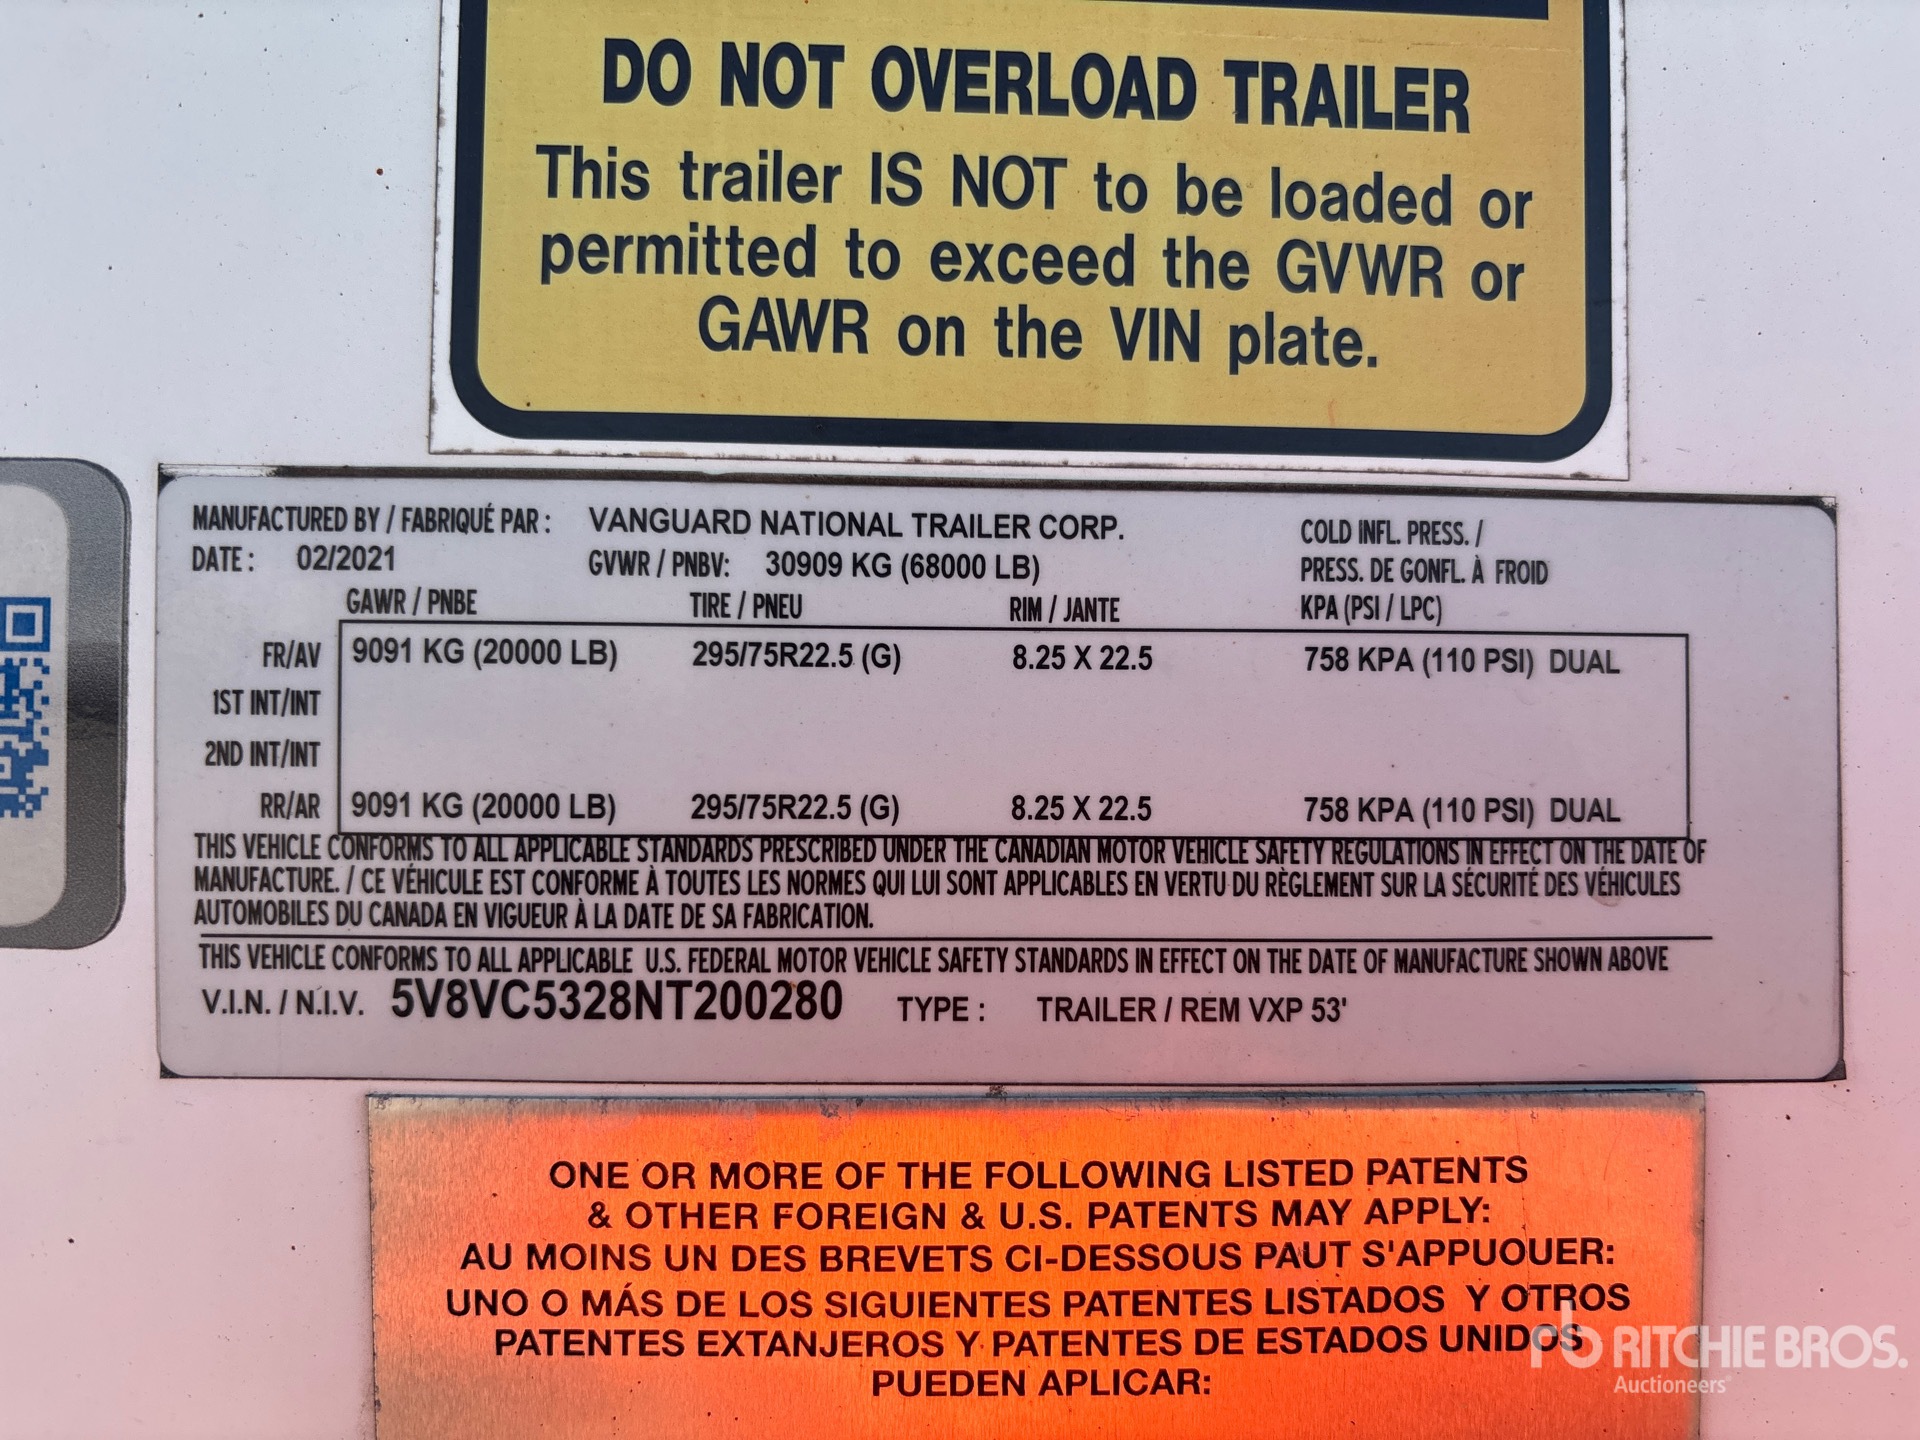 DO NOT OVERLOAD TRAILER
This trailer IS NOT to be loaded or
permitted to exceed the GVWR or
GAWR on the VIN plate.
MANUFACTURED BY / FABRIQUÉ PAR : VANGUARD NATIONAL TRAILER CORP. COLD INFL. PRESS. /
DATE : 02/2021 GVWR / PNBV: 30909 KG (68000 LB) PRESS. DE GONFL. À FROID
GAWR / PNBE TIRE / PNEU RIM / JANTE KPA (PSI / LPC)
FR/AV 9091 KG (20000 LB) 295/75R22.5 (G) 8.25 X 22.5 758 KPA (110 PSI) DUAL
1ST INT/INT
2ND INT/INT
RR/AR 9091 KG (20000 LB) 295/75R22.5 (G) 8.25 X 22.5 758 KPA (110 PSI) DUAL
THIS VEHICLE CONFORMS TO ALL APPLICABLE STANDARDS PRESCRIBED UNDER THE CANADIAN MOTOR VEHICLE SAFETY REGULATIONS IN EFFECT ON THE DATE OF
MANUFACTURE. / CE VÉHICULE EST CONFORME À TOUTES LES NORMES QUI LUI SONT APPLICABLES EN VERTU DU RÈGLEMENT SUR LA SÉCURITÉ DES VÉHICULES
AUTOMOBILES DU CANADA EN VIGUEUR À LA DATE DE SA FABRICATION.
THIS VEHICLE CONFORMS TO ALL APPLICABLE U.S. FEDERAL MOTOR VEHICLE SAFETY STANDARDS IN EFFECT ON THE DATE OF MANUFACTURE SHOWN ABOVE
V.I.N. / N.I.V. 5V8VC5328NT200280 TYPE : TRAILER / REM VXP 53'
ONE OR MORE OF THE FOLLOWING LISTED PATENTS
& OTHER FOREIGN & U.S. PATENTS MAY APPLY:
AU MOINS UN DES BREVETS CI-DESSOUS PAUT S'APPUOUER:
UNO O MÁS DE LOS SIGUIENTES PATENTES LISTADOS Y OTROS
PATENTES EXTANJEROS Y PATENTES DE ESTADOS UNIDOS
PUEDEN APLICAR:
rb RITCHIE BROS.
Auctioneers